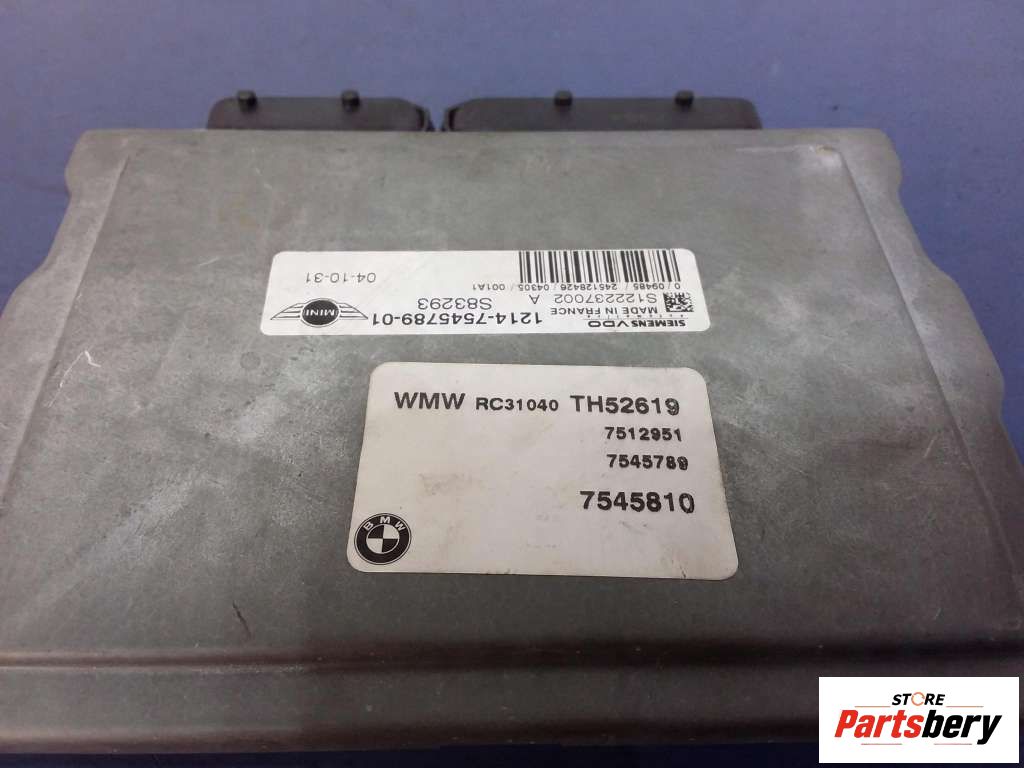 SIEMENS VDO
AUTOMOTIVE
MADE IN FRANCE
S122237002 A
0 / 09485 / 245128426 04305 / 001A1
1214-7545789-01
S83293
MINI
04-10-31
WMW RC31040 TH52619
7512951
7545789
7545810
BMW
STORE
Partsbery